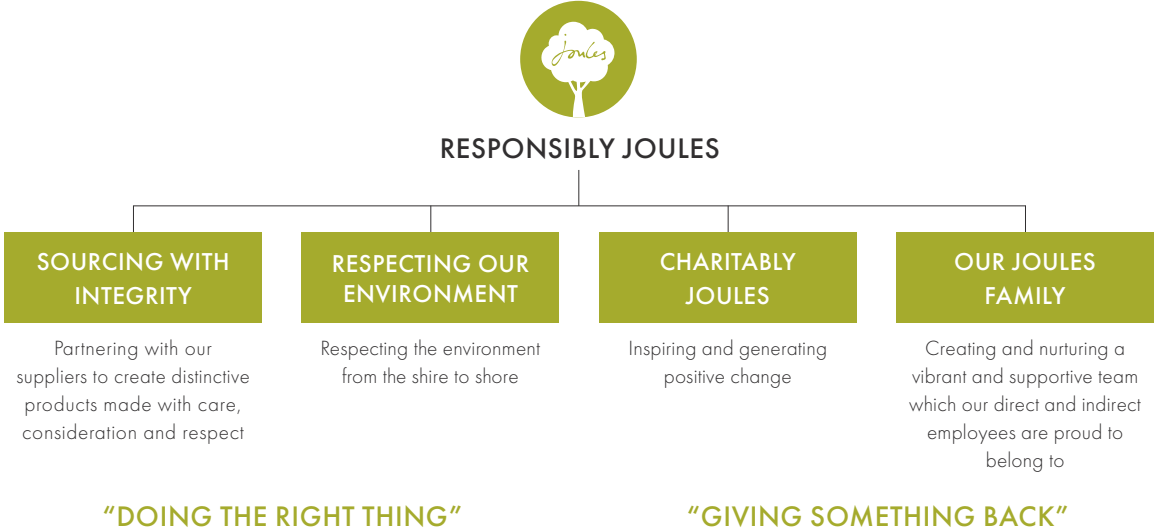 joules
RESPONSIBLY JOULES
SOURCING WITH
INTEGRITY
Partnering with our
suppliers to create distinctive
products made with care,
consideration and respect
RESPECTING OUR
ENVIRONMENT
Respecting the environment
from the shire to shore
CHARITABLY
JOULES
Inspiring and generating
positive change
OUR JOULES
FAMILY
Creating and nurturing a
vibrant and supportive team
which our direct and indirect
employees are proud to
belong to
“DOING THE RIGHT THING”
“GIVING SOMETHING BACK”